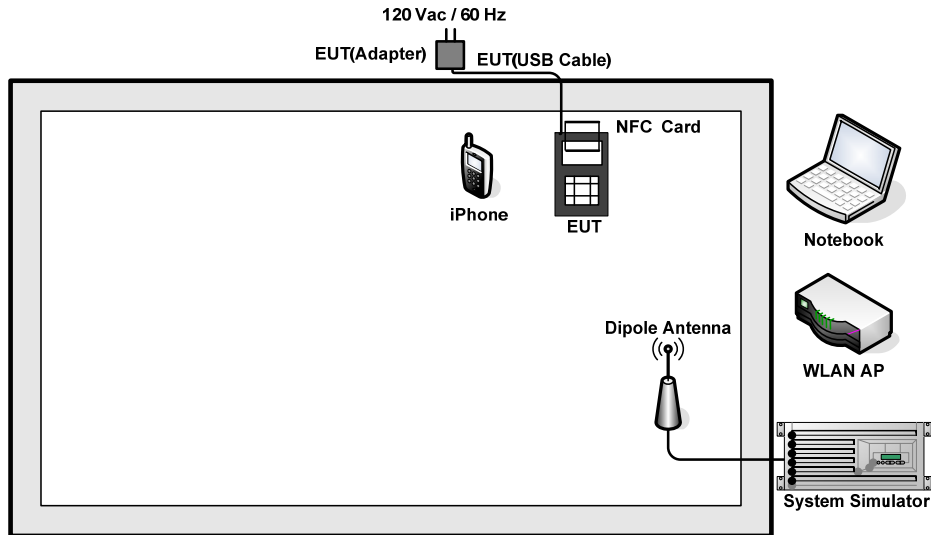 120 Vac / 60 Hz
EUT(Adapter)
EUT(USB Cable)
NFC Card
iPhone
EUT
Notebook
Dipole Antenna
WLAN AP
System Simulator